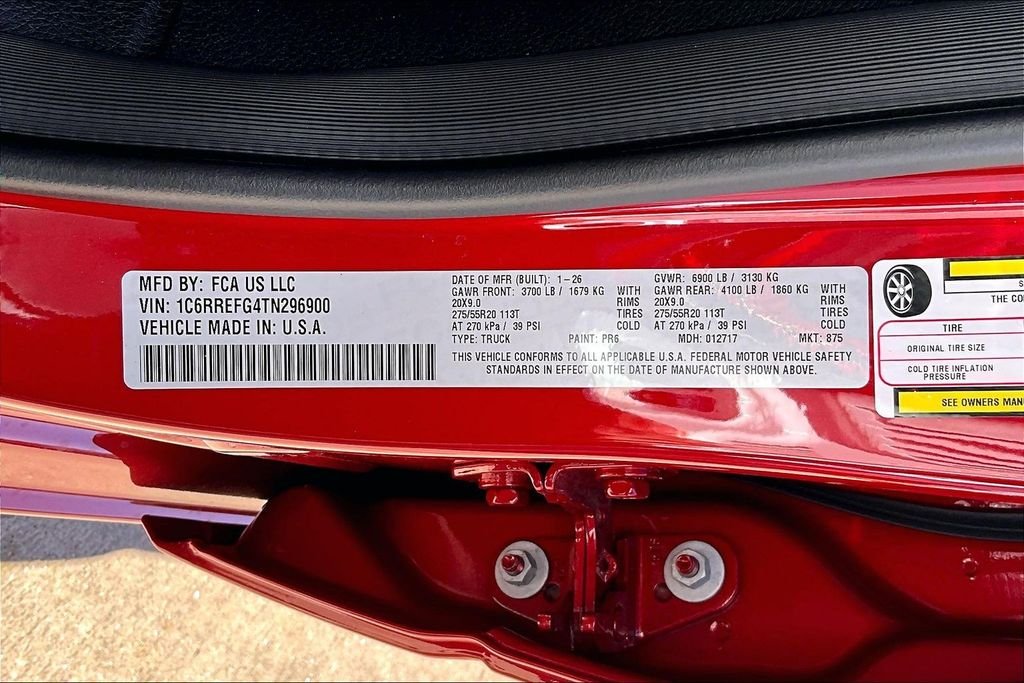 MFD BY: FCA US LLC
VIN: 1C6RREFG4TN296900
VEHICLE MADE IN: U.S.A.
DATE OF MFR (BUILT): 1-26
GAWR FRONT: 3700 LB / 1679 KG WITH
20X9.0 RIMS
275/55R20 113T TIRES
AT 270 kPa / 39 PSI COLD
TYPE: TRUCK PAINT: PR6
GVWR: 6900 LB / 3130 KG
GAWR REAR: 4100 LB / 1860 KG WITH
20X9.0 RIMS
275/55R20 113T TIRES
AT 270 kPa / 39 PSI COLD
MDH: 012717 MKT: 875
THIS VEHICLE CONFORMS TO ALL APPLICABLE U.S.A. FEDERAL MOTOR VEHICLE SAFETY
STANDARDS IN EFFECT ON THE DATE OF MANUFACTURE SHOWN ABOVE.
THE CO
TIRE
ORIGINAL TIRE SIZE
COLD TIRE INFLATION
PRESSURE
SEE OWNERS MANU